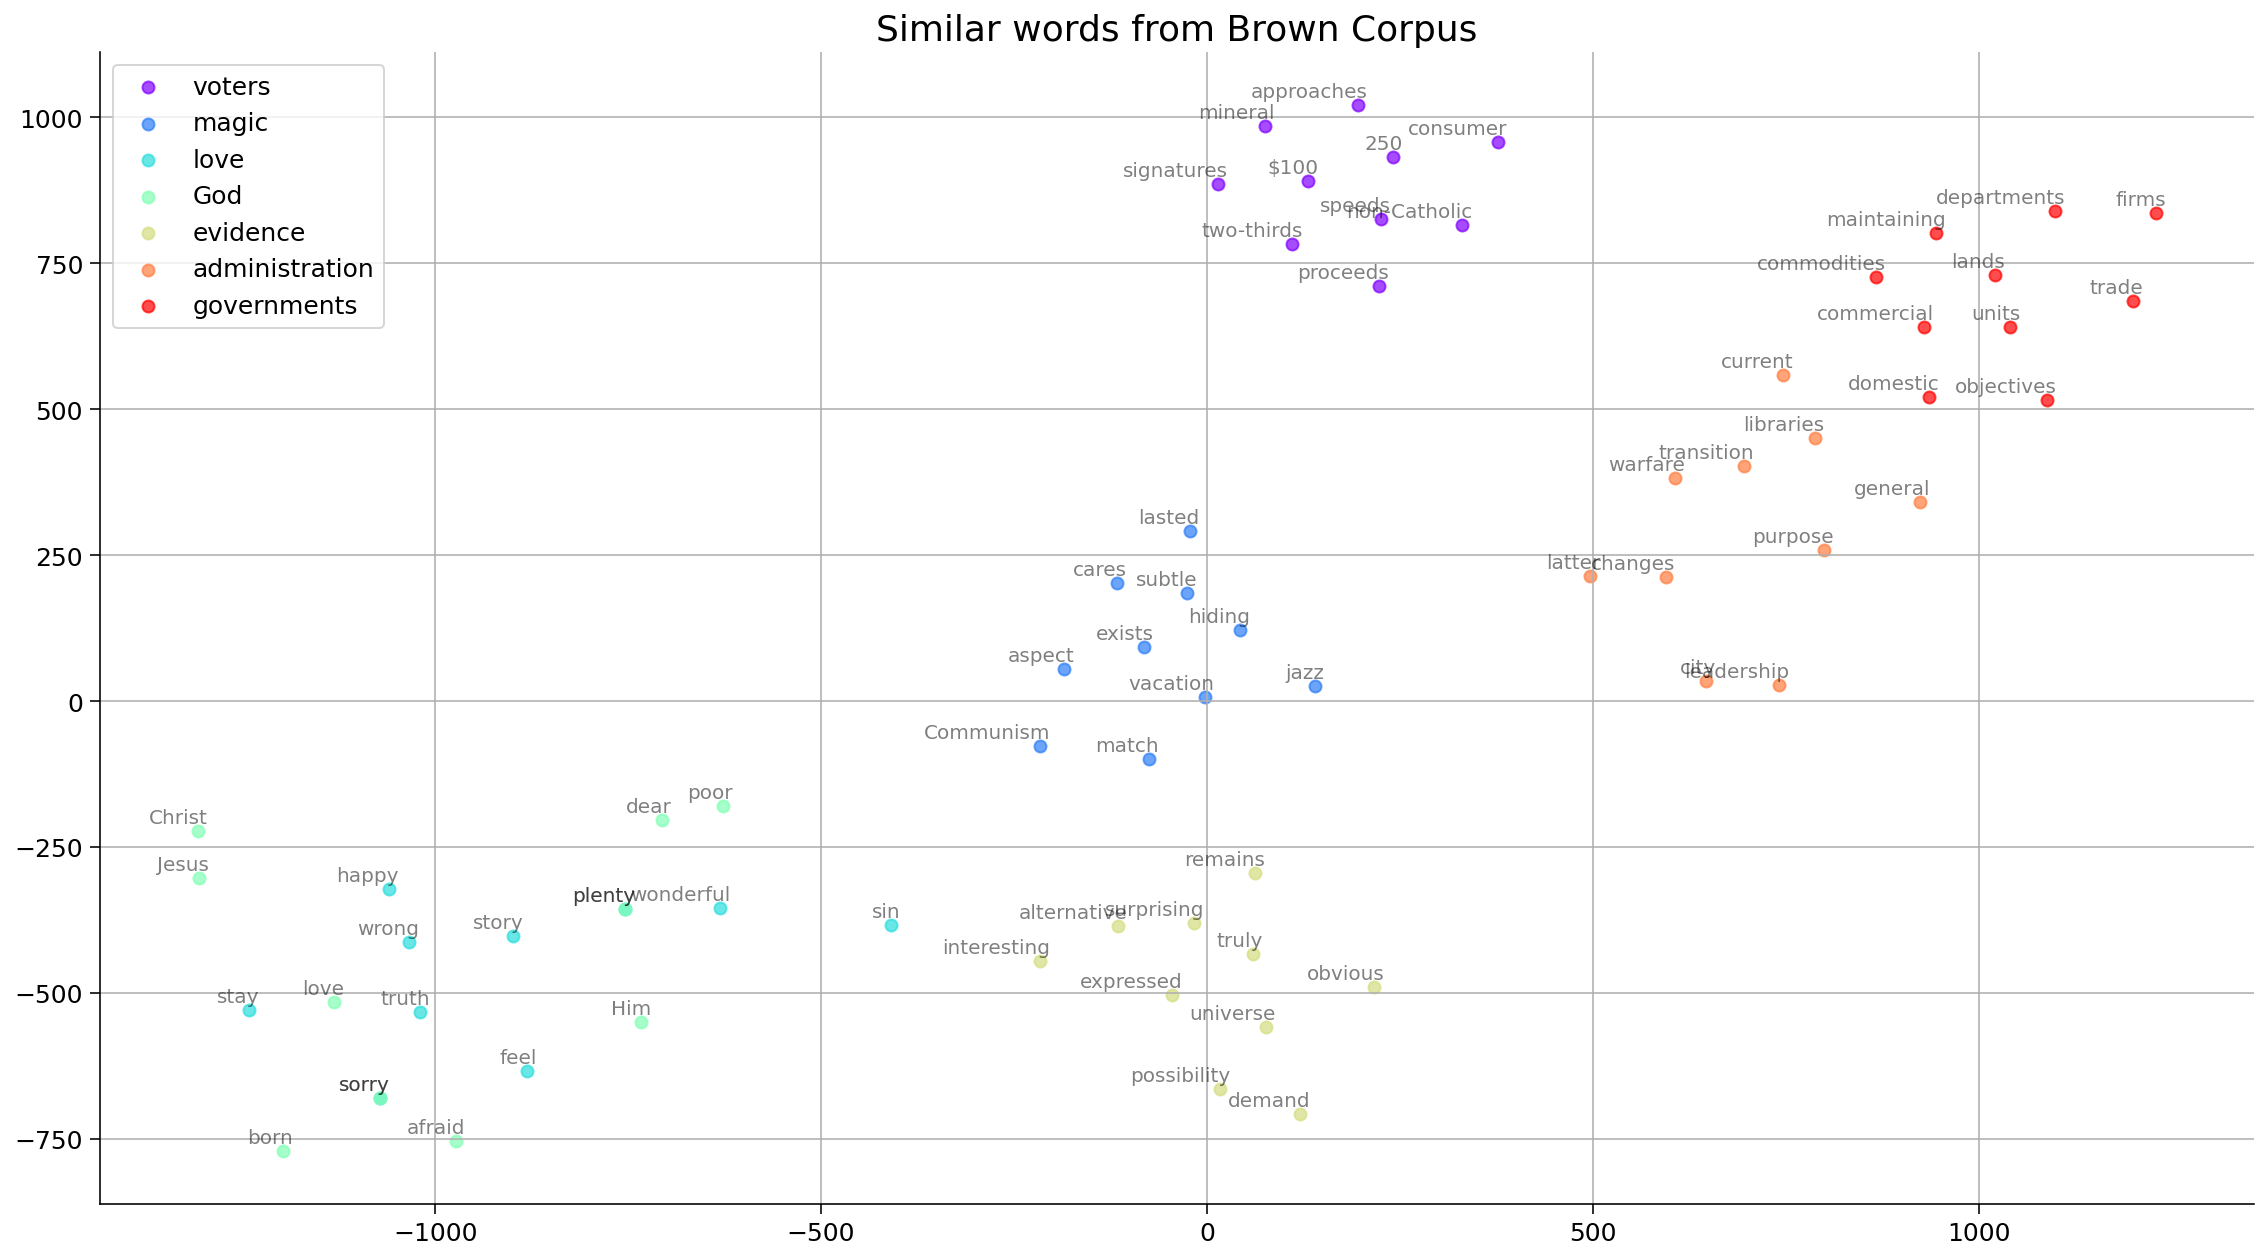 Similar words from Brown Corpus
voters
magic
love
God
evidence
administration
governments
approaches
mineral
consumer
250
$100
signatures
speeds
non-Catholic
two-thirds
proceeds
departments
firms
maintaining
commodities
lands
trade
commercial
units
current
domestic
objectives
libraries
transition
warfare
general
purpose
latter
changes
city
leadership
lasted
cares
subtle
hiding
exists
aspect
vacation
jazz
Communism
match
poor
dear
Christ
Jesus
happy
plenty
wonderful
story
wrong
sin
stay
love
truth
Him
feel
sorry
afraid
born
remains
alternative
surprising
interesting
truly
expressed
obvious
universe
possibility
demand
1000
750
500
250
0
−250
−500
−750
−1000
−500
0
500
1000